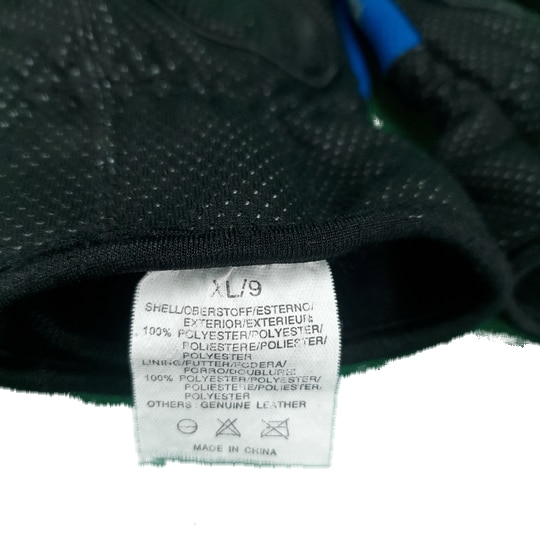 XL/9
SHELL/OBERSTOFF/ESTERNO/
EXTERIOR/EXTERIEUR:
100% POLYESTER/POLYESTER/
POLIESTERE/POLIESTER/
POLYESTER
LINING/FUTTER/FODERA/
FORRO/DOUBLURE:
100% POLYESTER/POLYESTER/
POLIESTERE/POLIESTER/
POLYESTER
OTHERS: GENUINE LEATHER
MADE IN CHINA